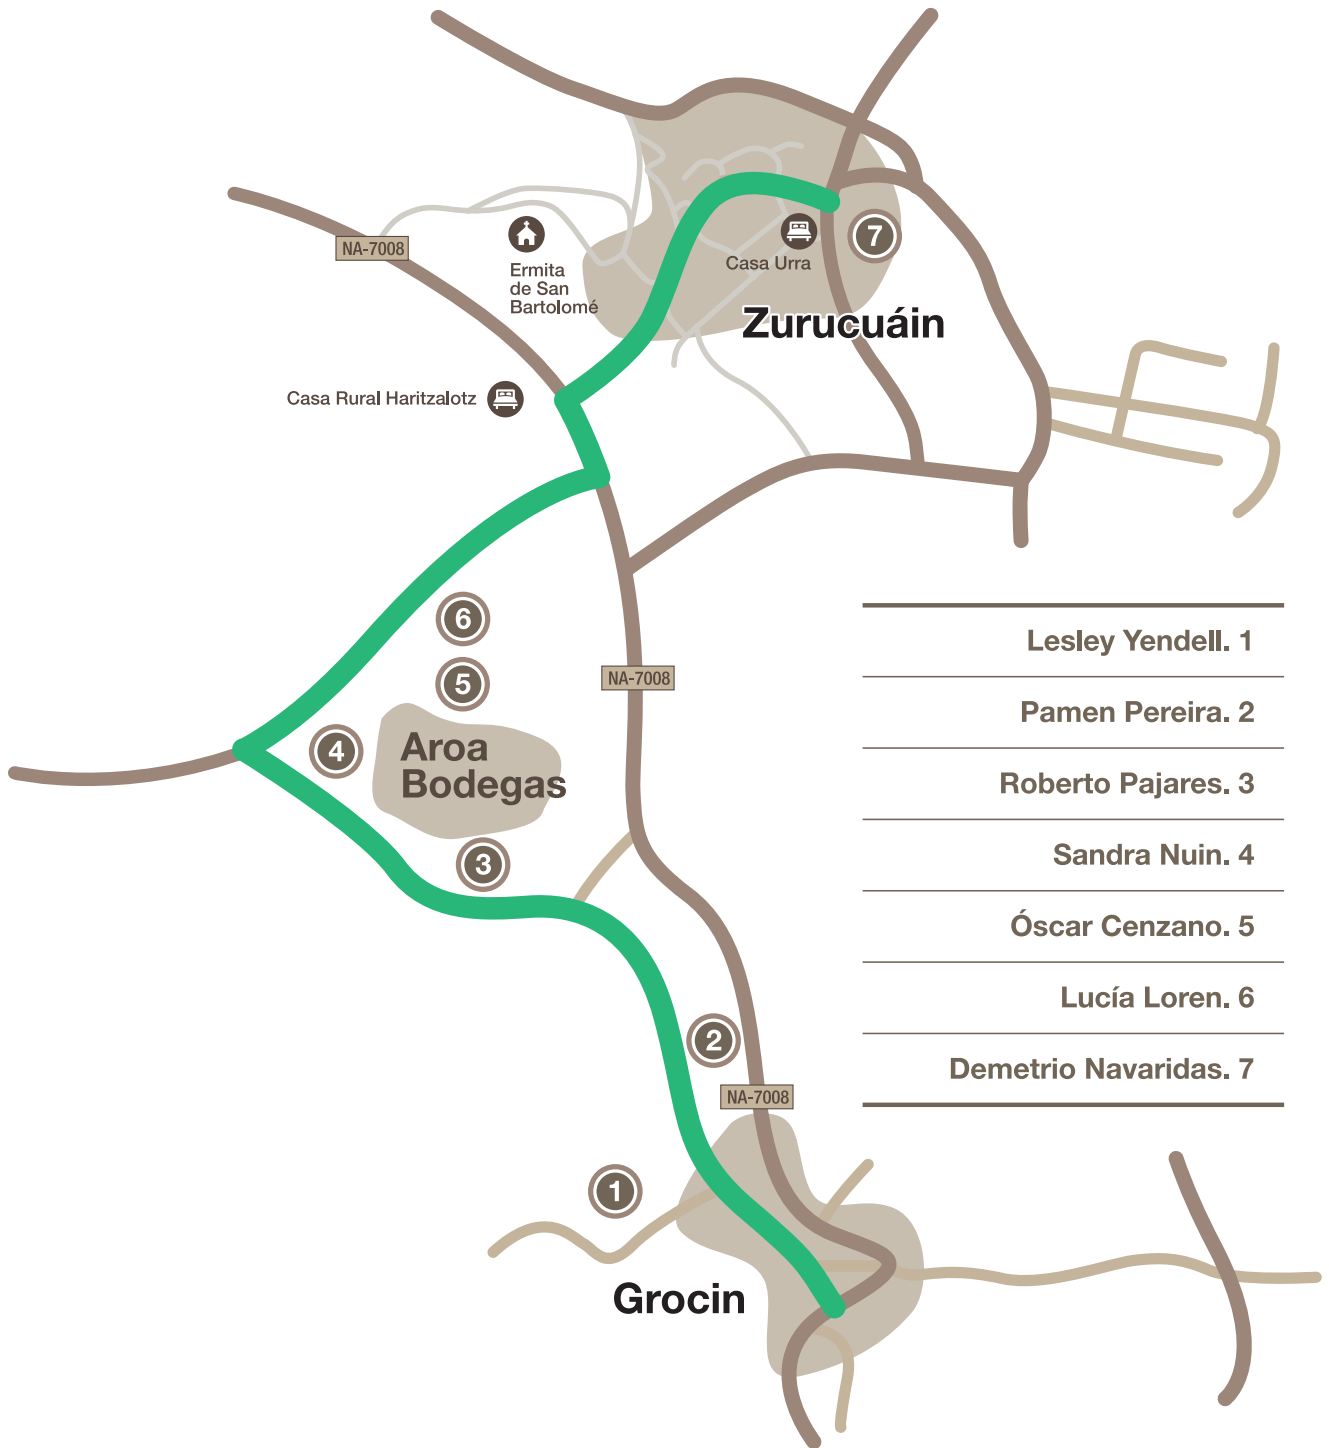 NA-7008
Ermita
de San
Bartolomé
Casa Urra
7
Zurucuáin
Casa Rural Haritzalotz
6
5
NA-7008
4
Aroa
Bodegas
3
2
NA-7008
1
Grocin
Lesley Yendell. 1
Pamen Pereira. 2
Roberto Pajares. 3
Sandra Nuin. 4
Óscar Cenzano. 5
Lucía Loren. 6
Demetrio Navaridas. 7